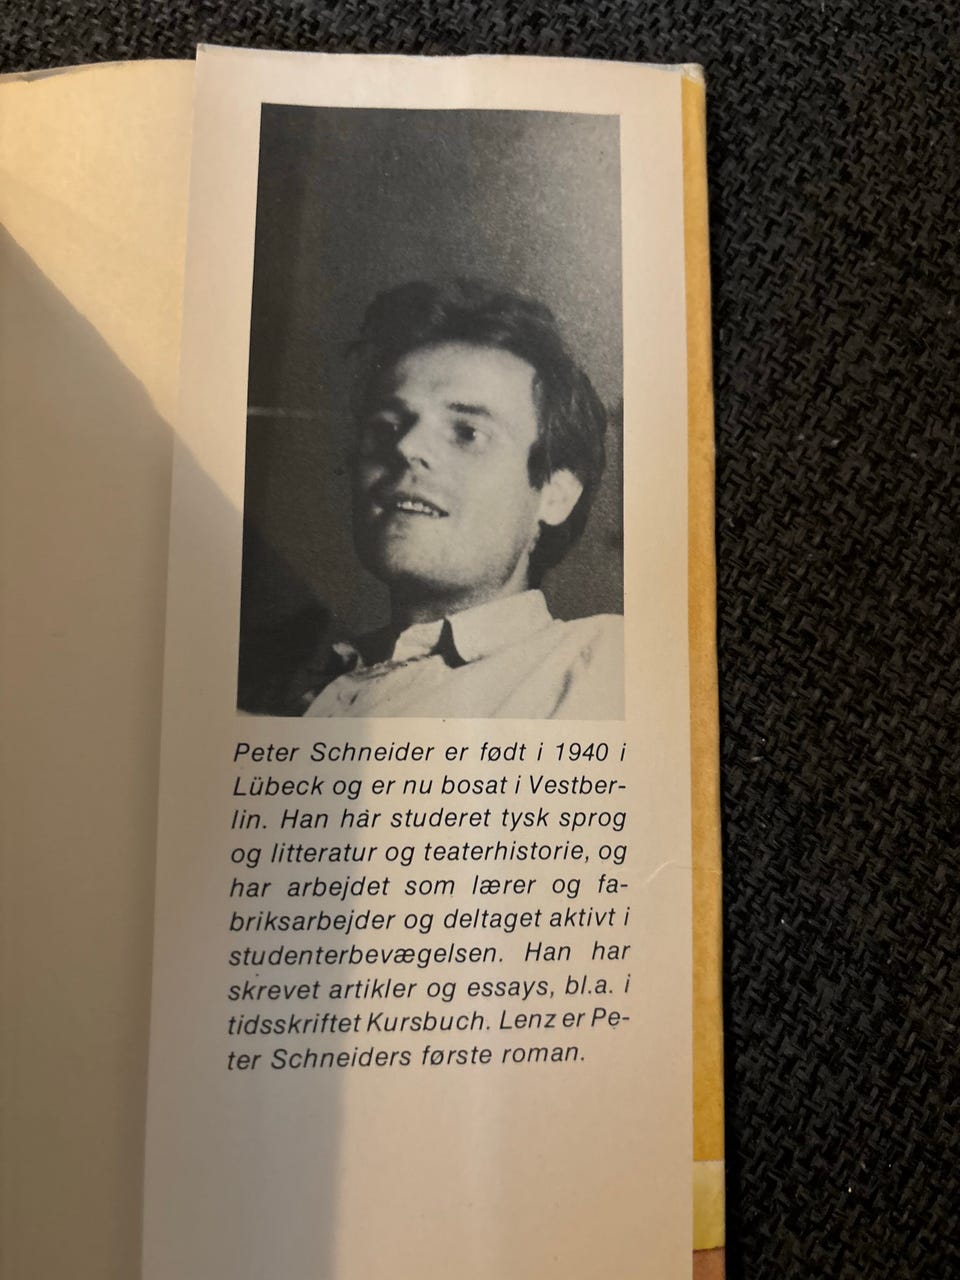 Peter Schneider er født i 1940 i
Lübeck og er nu bosat i Vestber-
lin. Han har studeret tysk sprog
og litteratur og teaterhistorie, og
har arbejdet som lærer og fa-
briksarbejder og deltaget aktivt i
studenterbevægelsen. Han har
skrevet artikler og essays, bl.a. i
tidsskriftet Kursbuch. Lenz er Pe-
ter Schneiders første roman.